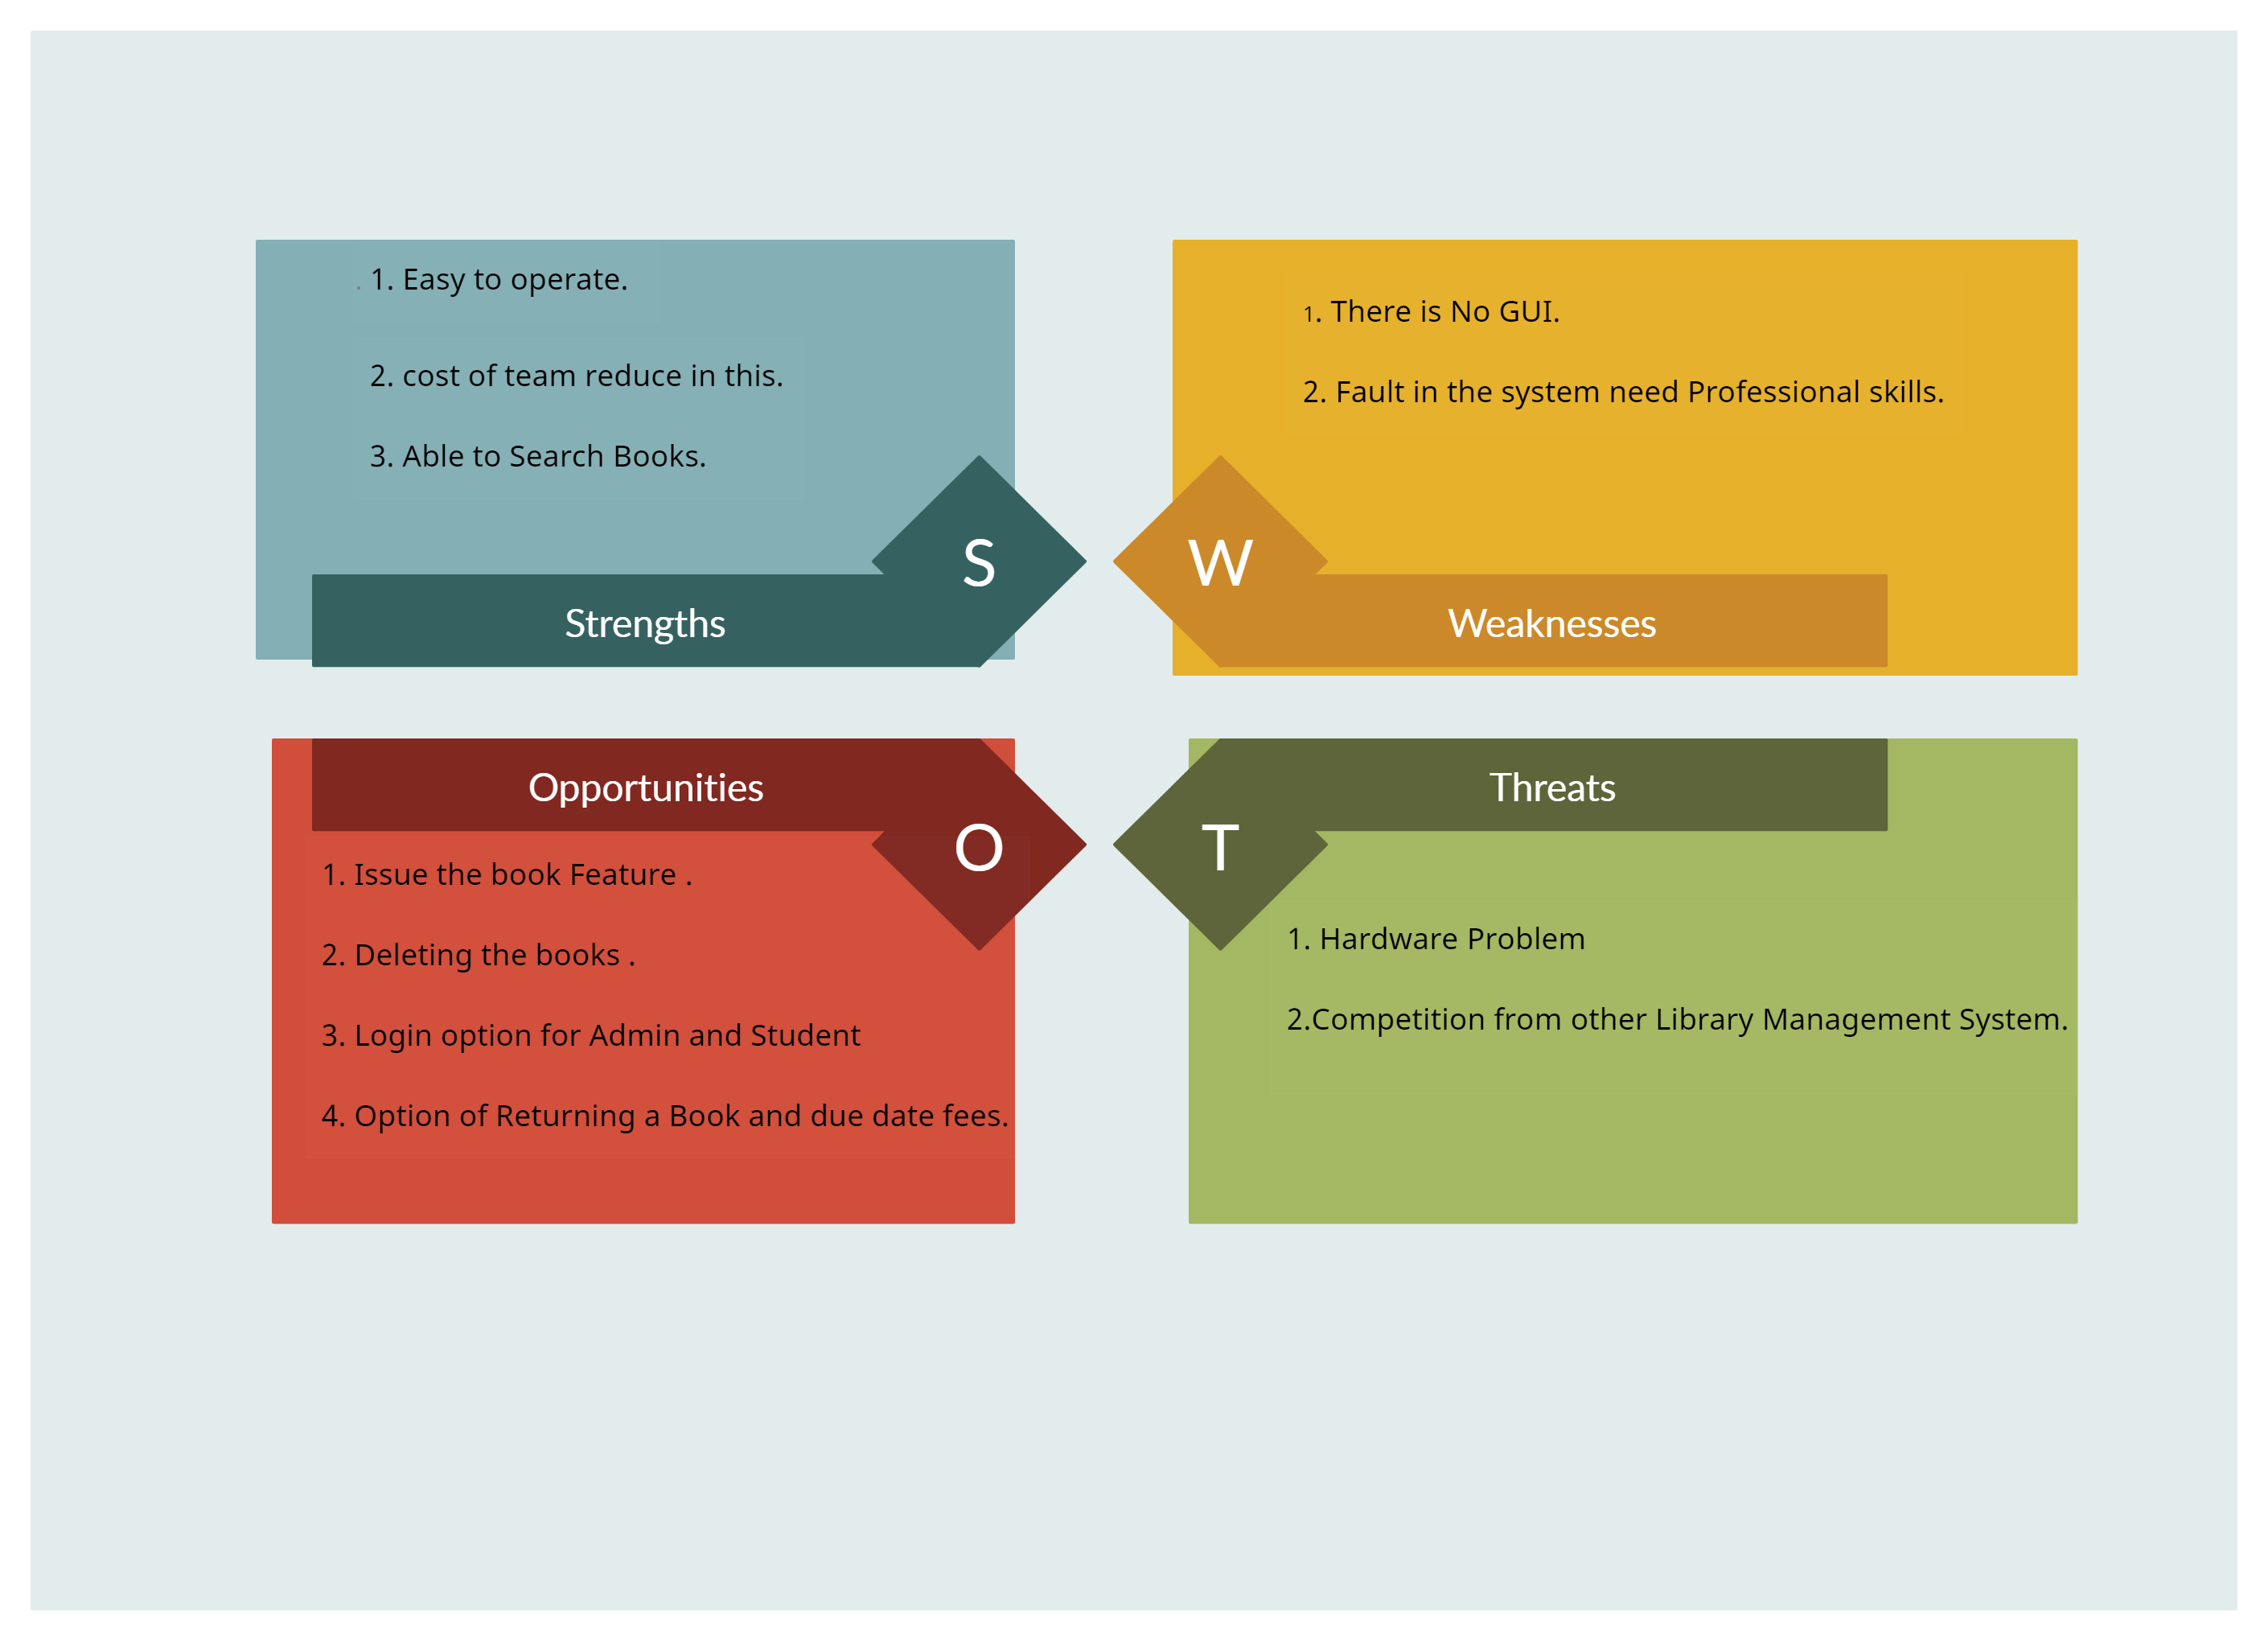 . 1. Easy to operate.
2. cost of team reduce in this.
3. Able to Search Books.
S
Strengths
1. There is No GUI.
2. Fault in the system need Professional skills.
W
Weaknesses
Opportunities
O
1. Issue the book Feature .
2. Deleting the books .
3. Login option for Admin and Student
4. Option of Returning a Book and due date fees.
Threats
T
1. Hardware Problem
2.Competition from other Library Management System.